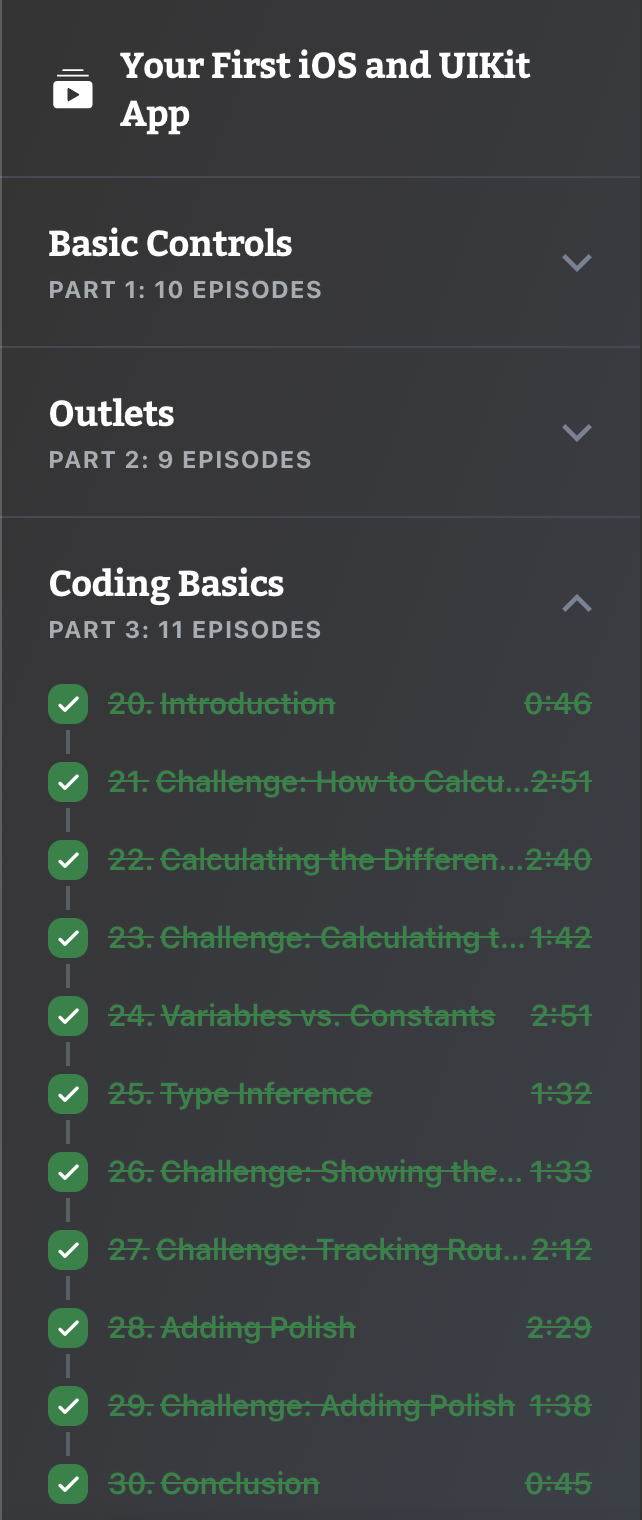 Your First iOS and UIKit
App
Basic Controls
PART 1: 10 EPISODES
Outlets
PART 2: 9 EPISODES
Coding Basics
PART 3: 11 EPISODES
20. Introduction 0:46
21. Challenge: How to Calcu... 2:51
22. Calculating the Differen... 2:40
23. Challenge: Calculating t... 1:42
24. Variables vs. Constants 2:51
25. Type Inference 1:32
26. Challenge: Showing the... 1:33
27. Challenge: Tracking Rou... 2:12
28. Adding Polish 2:29
29. Challenge: Adding Polish 1:38
30. Conclusion 0:45